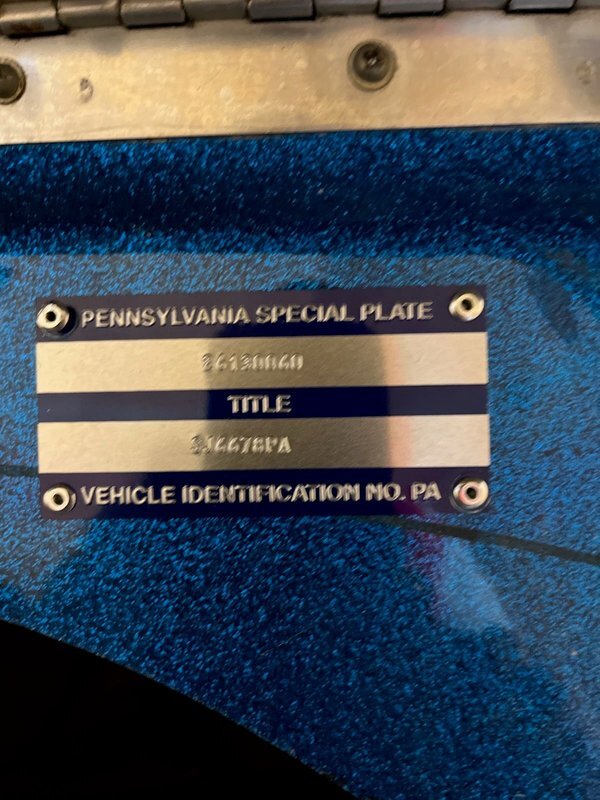 PENNSYLVANIA SPECIAL PLATE
TITLE
VEHICLE IDENTIFICATION NO. PA